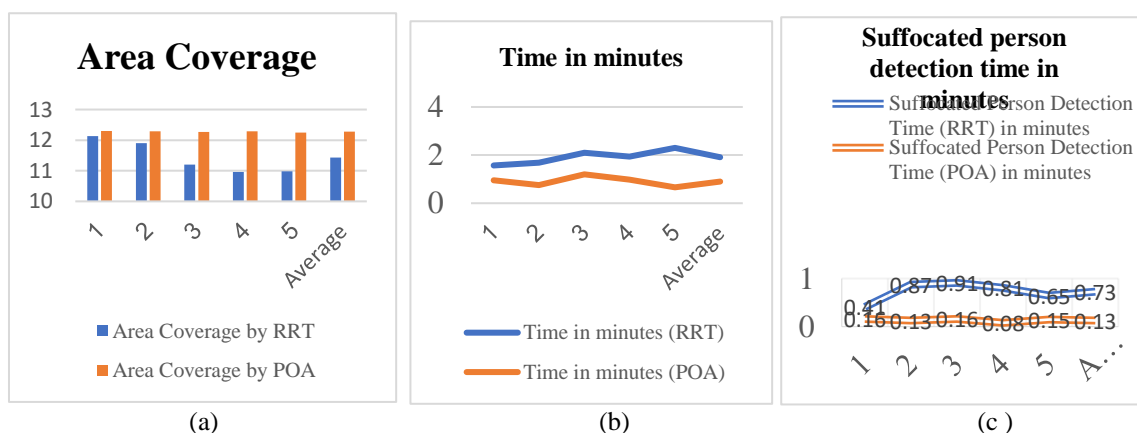 Area Coverage
13
12
11
10
1 2 3 4 5 Average
Area Coverage by RRT
Area Coverage by POA
(a)
Time in minutes
4
2
0
1 2 3 4 5 Average
Time in minutes (RRT)
Time in minutes (POA)
(b)
Suffocated person
detection time in
minutes
Suffocated Person Detection
Time (RRT) in minutes
Suffocated Person Detection
Time (POA) in minutes
1
0
0.41 0.87 0.91 0.81 0.65 0.73
0.16 0.13 0.16 0.08 0.15 0.13
1 2 3 4 5 A...
(c )